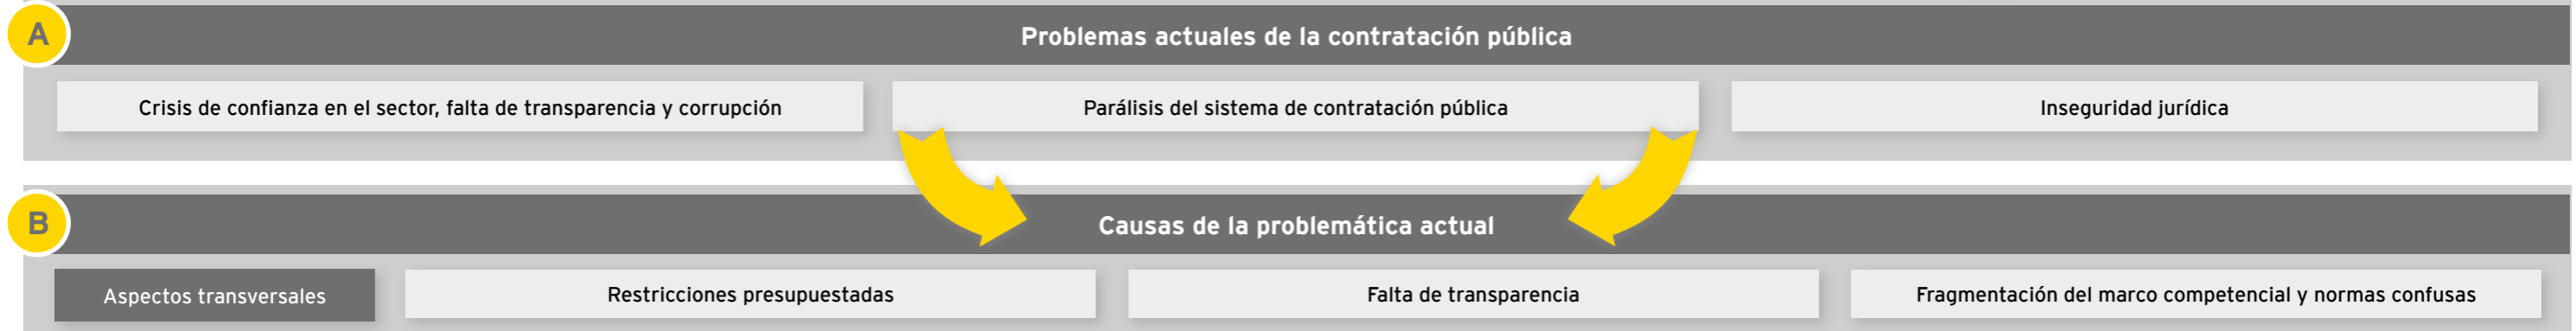 A
Problemas actuales de la contratación pública
Crisis de confianza en el sector, falta de transparencia y corrupción
Parálisis del sistema de contratación pública
Inseguridad jurídica
B
Causas de la problemática actual
Aspectos transversales
Restricciones presupuestadas
Falta de transparencia
Fragmentación del marco competencial y normas confusas